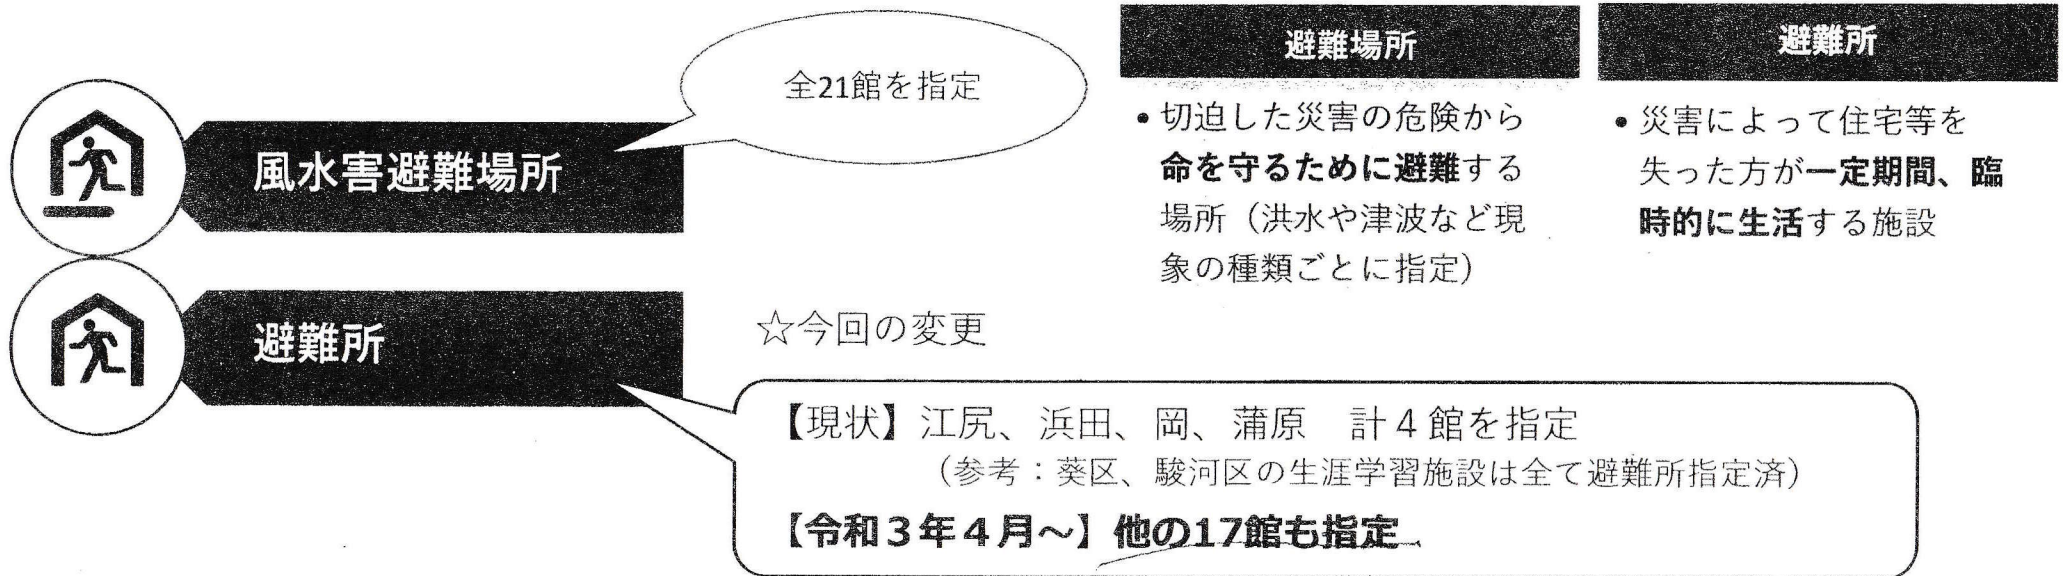 全21館を指定
風水害避難場所
避難所
避難場所
• 切迫した災害の危険から
命を守るために避難する
場所（洪水や津波など現
象の種類ごとに指定）
避難所
• 災害によって住宅等を
失った方が一定期間、臨
時的に生活する施設
☆今回の変更
【現状】江尻、浜田、岡、蒲原　計４館を指定
（参考：葵区、駿河区の生涯学習施設は全て避難所指定済）
【令和３年４月～】他の17館も指定